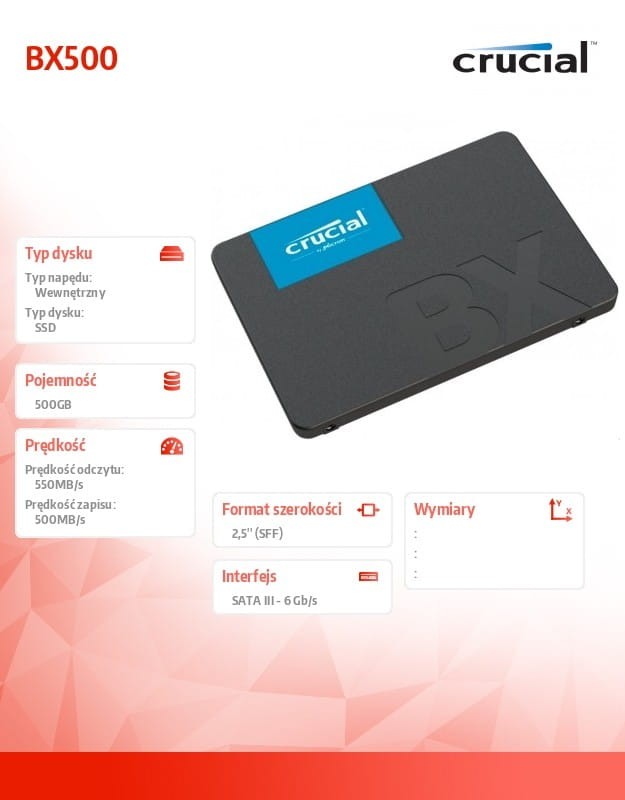 BX500
crucial™
crucial
by Micron
BX
Typ dysku
Typ napędu:
Wewnętrzny
Typ dysku:
SSD
Pojemność
500GB
Prędkość
Prędkość odczytu:
550MB/s
Prędkość zapisu:
500MB/s
Format szerokości
2,5" (SFF)
Interfejs
SATA III - 6 Gb/s
Wymiary
Y
X
:
:
: